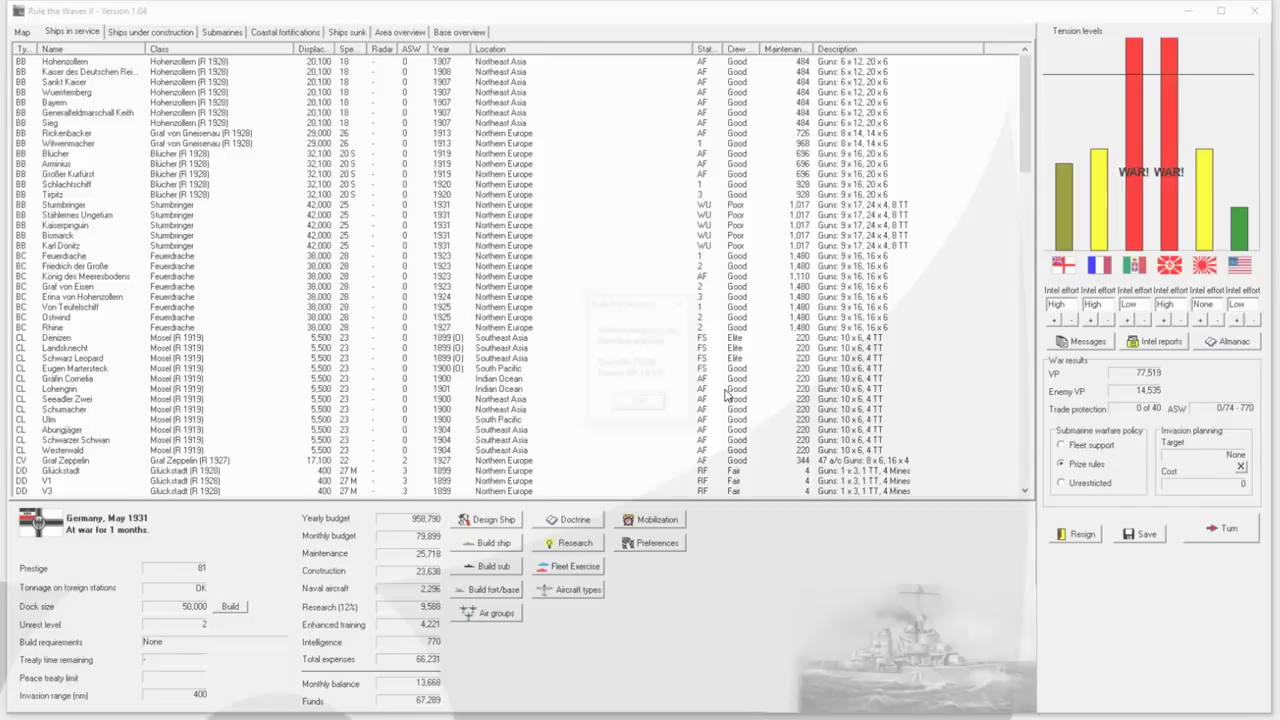 Rule the Waves II - Version 1.04
Map Ships in service Ships under construction Submarines Coastal fortifications Ships sunk Area overview Base overview
Ty... Name Class Displac... Spe... Radar ASW Year Location Stat... Crew ... Maintenan... Description
BB Hohenzollern Hohenzollern (R 1928) 20,100 18 - 0 1907 Northeast Asia AF Good 484 Guns: 6 x 12, 20 x 6
BB Kaiser des Deutschen Rei... Hohenzollern (R 1928) 20,100 18 - 0 1908 Northeast Asia AF Good 484 Guns: 6 x 12, 20 x 6
BB Sankt Kaiser Hohenzollern (R 1928) 20,100 18 - 0 1907 Northeast Asia AF Good 484 Guns: 6 x 12, 20 x 6
BB Wuerttemberg Hohenzollern (R 1928) 20,100 18 - 0 1907 Northeast Asia AF Good 484 Guns: 6 x 12, 20 x 6
BB Bayern Hohenzollern (R 1928) 20,100 18 - 0 1907 Northeast Asia AF Good 484 Guns: 6 x 12, 20 x 6
BB Generalfeldmarschall Keith Hohenzollern (R 1928) 20,100 18 - 0 1907 Northeast Asia AF Good 484 Guns: 6 x 12, 20 x 6
BB Sieg Hohenzollern (R 1928) 20,100 18 - 0 1907 Northeast Asia AF Good 484 Guns: 6 x 12, 20 x 6
BB Rickenbacker Graf von Gneisenau (R 1928) 29,000 26 - 0 1913 Northern Europe AF Good 726 Guns: 8 x 14, 14 x 6
BB Witwenmacher Graf von Gneisenau (R 1928) 29,000 26 - 0 1913 Northern Europe 1 Good 968 Guns: 8 x 14, 14 x 6
BB Blücher Blücher (R 1928) 32,100 20 S - 0 1919 Northern Europe AF Good 696 Guns: 9 x 16, 20 x 6
BB Arminius Blücher (R 1928) 32,100 20 S - 0 1919 Northern Europe AF Good 696 Guns: 9 x 16, 20 x 6
BB Großer Kurfürst Blücher (R 1928) 32,100 20 S - 0 1919 Northern Europe AF Good 696 Guns: 9 x 16, 20 x 6
BB Schlachtschiff Blücher (R 1928) 32,100 20 S - 0 1920 Northern Europe 1 Good 928 Guns: 9 x 16, 20 x 6
BB Tirpitz Blücher (R 1928) 32,100 20 S - 0 1920 Northern Europe 3 Good 928 Guns: 9 x 16, 20 x 6
BB Sturmbringer Sturmbringer 42,000 25 - 0 1931 Northern Europe WU Poor 1,017 Guns: 9 x 17, 24 x 4, 8 TT
BB Stählernes Ungetüm Sturmbringer 42,000 25 - 0 1931 Northern Europe WU Poor 1,017 Guns: 9 x 17, 24 x 4, 8 TT
BB Kaiserpinguin Sturmbringer 42,000 25 - 0 1931 Northern Europe WU Poor 1,017 Guns: 9 x 17, 24 x 4, 8 TT
BB Bismarck Sturmbringer 42,000 25 - 0 1931 Northern Europe WU Poor 1,017 Guns: 9 x 17, 24 x 4, 8 TT
BB Karl Dönitz Sturmbringer 42,000 25 - 0 1931 Northern Europe WU Poor 1,017 Guns: 9 x 17, 24 x 4, 8 TT
BC Feuerdrache Feuerdrache 38,000 28 - 0 1923 Northern Europe 1 Good 1,480 Guns: 9 x 16, 16 x 6
BC Friedrich der Große Feuerdrache 38,000 28 - 0 1923 Northern Europe 2 Good 1,480 Guns: 9 x 16, 16 x 6
BC König des Meeresbodens Feuerdrache 38,000 28 - 0 1923 Northern Europe AF Good 1,110 Guns: 9 x 16, 16 x 6
BC Graf von Eisen Feuerdrache 38,000 28 - 0 1923 Northern Europe 2 Good 1,480 Guns: 9 x 16, 16 x 6
BC Erina von Hohenzollern Feuerdrache 38,000 28 - 0 1924 Northern Europe 3 Good 1,480 Guns: 9 x 16, 16 x 6
BC Von Teufelschiff Feuerdrache 38,000 28 - 0 1925 Northern Europe 1 Good 1,480 Guns: 9 x 16, 16 x 6
BC Ostwind Feuerdrache 38,000 28 - 0 1925 Northern Europe 2 Good 1,480 Guns: 9 x 16, 16 x 6
BC Rhine Feuerdrache 38,000 28 - 0 1927 Northern Europe 2 Good 1,480 Guns: 9 x 16, 16 x 6
CL Denizen Mosel (R 1919) 5,500 23 - 0 1899 (O) Southeast Asia FS Elite 220 Guns: 10 x 6, 4 TT
CL Landsknecht Mosel (R 1919) 5,500 23 - 0 1899 (O) Southeast Asia FS Elite 220 Guns: 10 x 6, 4 TT
CL Schwarz Leopard Mosel (R 1919) 5,500 23 - 0 1899 (O) Southeast Asia FS Elite 220 Guns: 10 x 6, 4 TT
CL Eugen Martersteck Mosel (R 1919) 5,500 23 - 0 1900 (O) South Pacific FS Good 220 Guns: 10 x 6, 4 TT
CL Gräfin Cornelia Mosel (R 1919) 5,500 23 - 0 1900 Indian Ocean AF Good 220 Guns: 10 x 6, 4 TT
CL Lohengrin Mosel (R 1919) 5,500 23 - 0 1901 Indian Ocean AF Good 220 Guns: 10 x 6, 4 TT
CL Seeadler Zwei Mosel (R 1919) 5,500 23 - 0 1900 Northeast Asia AF Good 220 Guns: 10 x 6, 4 TT
CL Schumacher Mosel (R 1919) 5,500 23 - 0 1900 Northeast Asia AF Good 220 Guns: 10 x 6, 4 TT
CL Ulm Mosel (R 1919) 5,500 23 - 0 1900 South Pacific AF Good 220 Guns: 10 x 6, 4 TT
CL Abungjäger Mosel (R 1919) 5,500 23 - 0 1904 Southeast Asia AF Good 220 Guns: 10 x 6, 4 TT
CL Schwarzer Schwan Mosel (R 1919) 5,500 23 - 0 1904 Southeast Asia AF Good 220 Guns: 10 x 6, 4 TT
CL Westerwald Mosel (R 1919) 5,500 23 - 0 1904 Southeast Asia AF Good 220 Guns: 10 x 6, 4 TT
CV Graf Zeppelin Graf Zeppelin (R 1927) 17,100 22 - 2 1927 Northern Europe AF Good 344 47 a/c Guns: 8 x 6, 16 x 4
DD Glückstadt Glückstadt (R 1928) 400 27 M - 3 1899 Northern Europe RF Fair 4 Guns: 1 x 3, 1 TT, 4 Mines
DD V1 Glückstadt (R 1928) 400 27 M - 3 1899 Northern Europe RF Fair 4 Guns: 1 x 3, 1 TT, 4 Mines
DD V3 Glückstadt (R 1928) 400 27 M - 3 1899 Northern Europe RF Fair 4 Guns: 1 x 3, 1 TT, 4 Mines
Germany, May 1931
At war for 1 months.
Prestige 81
Tonnage on foreign stations OK
Dock size 50,000 Build
Unrest level 2
Build requirements None
Treaty time remaining -
Peace treaty limit
Invasion range (nm) 400
Yearly budget 958,790
Monthly budget 79,899
Maintenance 25,718
Construction 23,638
Naval aircraft 2,296
Research (12%) 9,588
Enhanced training 4,221
Intelligence 770
Total expenses 66,231
Monthly balance 13,668
Funds 67,289
Design Ship Doctrine Mobilization
Build ship Research Preferences
Build sub Fleet Exercise
Build fort/base Aircraft types
Air groups
Tension levels
WAR! WAR!
Intel effort Intel effort Intel effort Intel effort Intel effort Intel effort
High High Low High None Low
+ - + - + - + - + - + -
Messages Intel reports Almanac
War results
VP 77,519
Enemy VP 14,535
Trade protection 0 of 40 ASW 0/74 - 770
Submarine warfare policy
Fleet support
Prize rules
Unrestricted
Invasion planning
Target
None
Cost X
0
Resign Save Turn